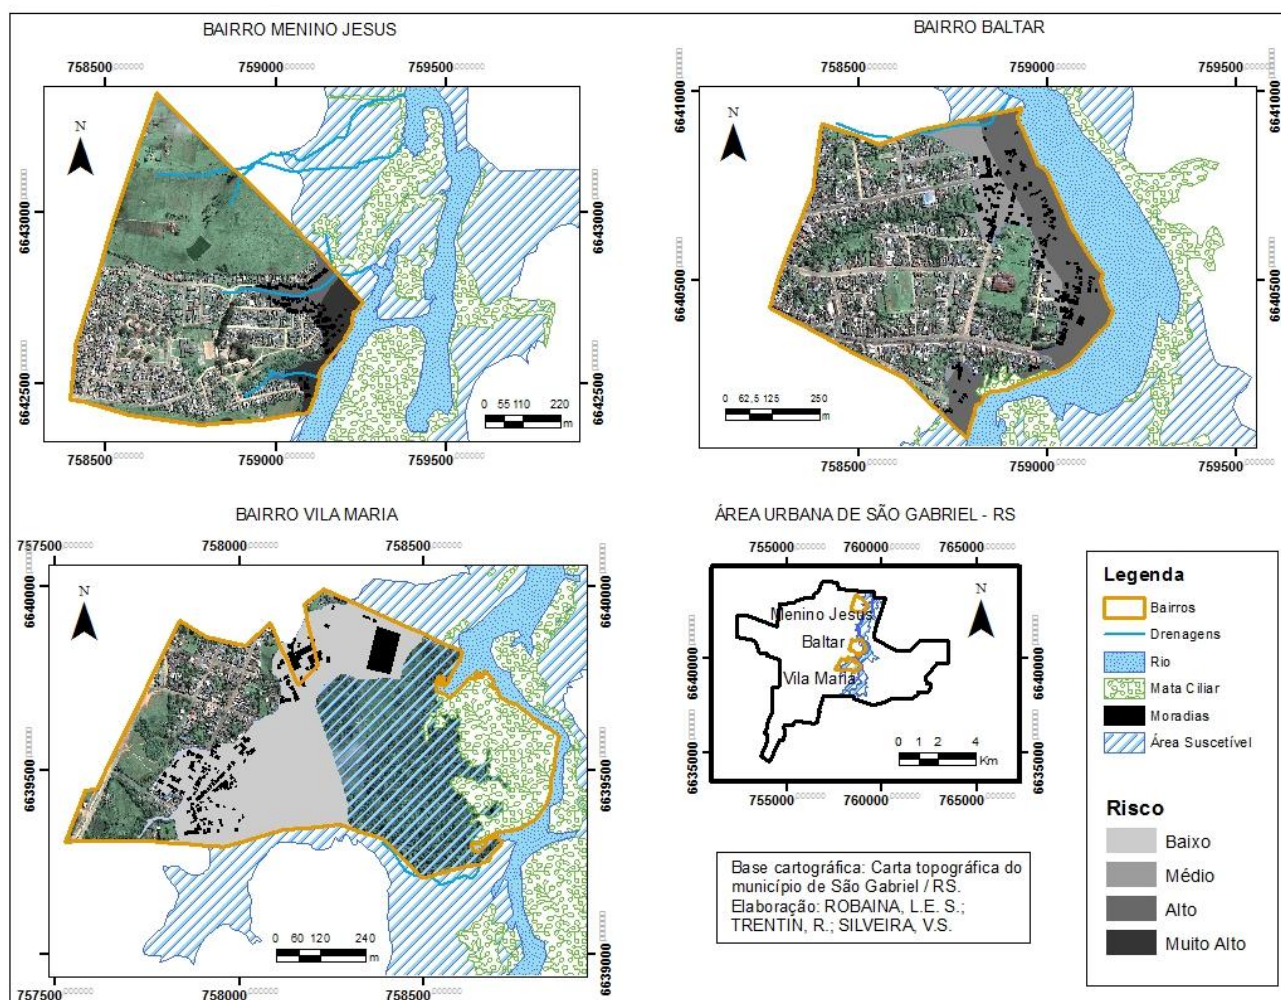 BAIRRO MENINO JESUS
758500 759000 759500
N
6643000
6642500
6643000
6642500
0 55 110 220
m
758500 759000 759500
BAIRRO BALTAR
758500 759000 759500
N
6641000
6640500
6641000
6640500
0 62,5 125 250
m
758500 759000 759500
BAIRRO VILA MARIA
757500 758000 758500
N
6640000
6639500
6640000
6639500
6639000
0 60 120 240
m
757500 758000 758500
ÁREA URBANA DE SÃO GABRIEL - RS
755000 760000 765000
N
Menino Jesus
Baltar
Vila Maria
6640000
6635000
6640000
6635000
0 1 2 4
Km
755000 760000 765000
Base cartográfica: Carta topográfica do
município de São Gabriel / RS.
Elaboração: ROBAINA, L.E. S.;
TRENTIN, R.; SILVEIRA, V.S.
Legenda
Bairros
Drenagens
Rio
Mata Ciliar
Moradias
Área Suscetível
Risco
Baixo
Médio
Alto
Muito Alto